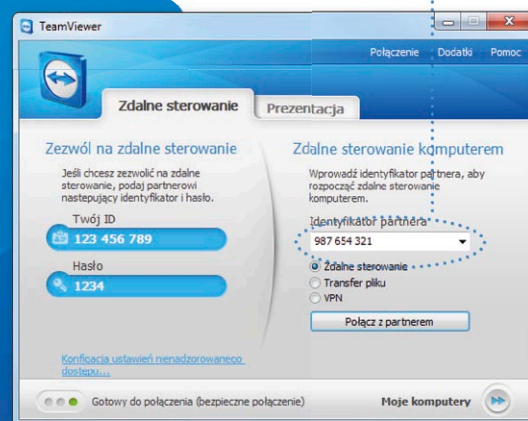 TeamViewer
Połączenie Dodatki Pomoc
Zdalne sterowanie
Prezentacja
Zezwól na zdalne sterowanie
Jeśli chcesz zezwolić na zdalne
sterowanie, podaj partnerowi
nastepujący identyfikator i hasło.
Twój ID
123 456 789
Hasło
1234
Konfigacja ustawień nienadzorowanego
dostępu...
Zdalne sterowanie komputerem
Wprowadź identyfikator partnera, aby
rozpocząć zdalne sterowanie
komputerem.
Identyfikator partnera
987 654 321
Zdalne sterowanie
Transfer pliku
VPN
Połącz z partnerem
Gotowy do połączenia (bezpieczne połączenie)
Moje komputery